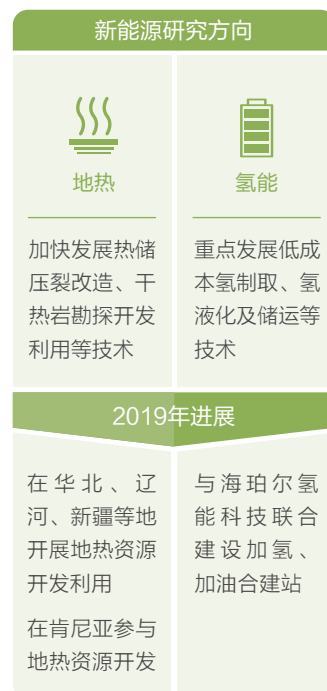 新能源研究方向
地热
加快发展热储
压裂改造、干
热岩勘探开发
利用等技术
氢能
重点发展低成
本氢制取、氢
液化及储运等
技术
2019年进展
在华北、辽
河、新疆等地
开展地热资源
开发利用
在肯尼亚参与
地热资源开发
与海珀尔氢
能科技联合
建设加氢、
加油合建站